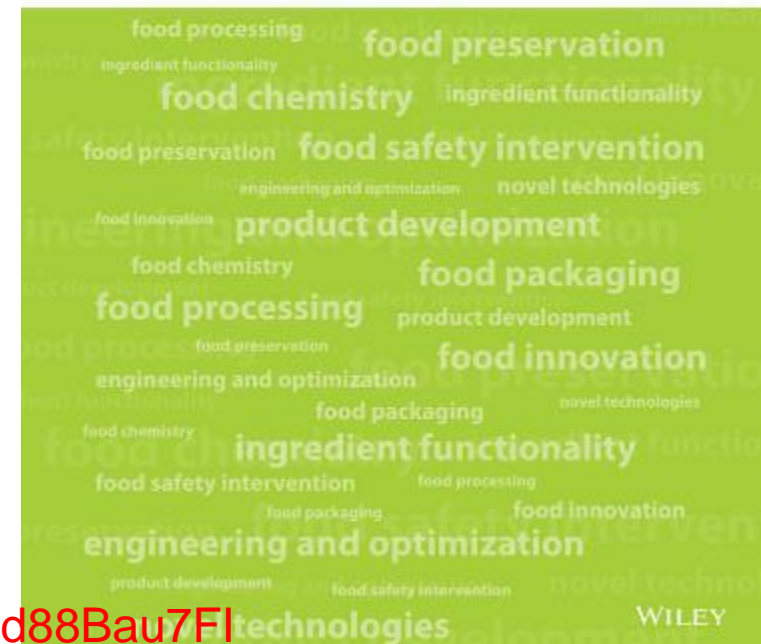 food processing
food preservation
ingredient functionality
food chemistry ingredient functionality
food preservation food safety intervention
engineering and optimization novel technologies
food innovation product development
food chemistry food packaging
food processing product development
food preservation food innovation
engineering and optimization
food packaging novel technologies
food chemistry ingredient functionality
food safety intervention food processing
food packaging food innovation
engineering and optimization
product development food safety intervention
d88Bau7FI technologies WILEY